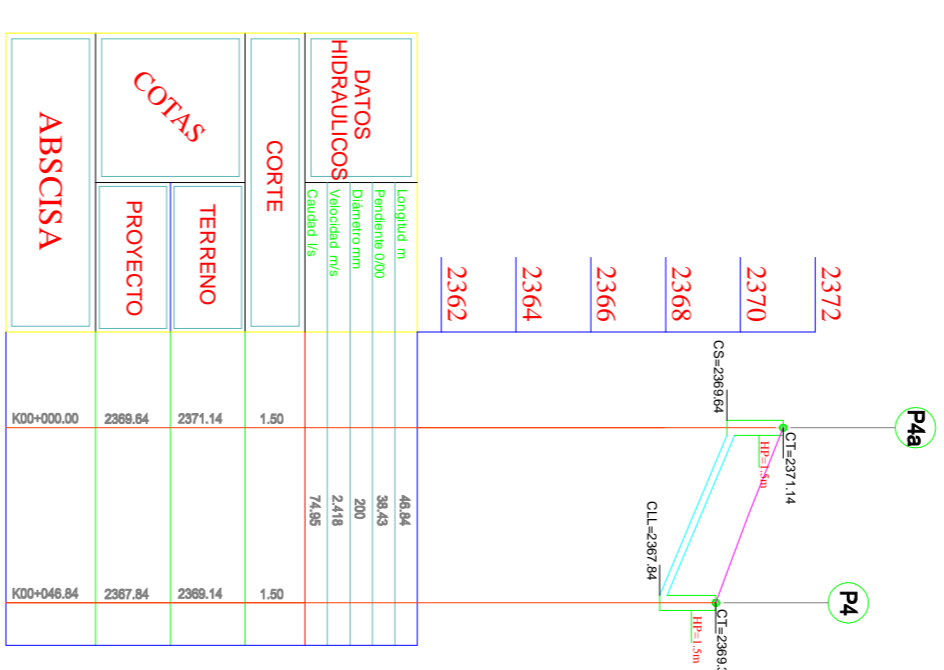 P4a
P4
CT=2371.14
CS=2369.64
HP=1.5m
CLL=2367.84
CT=2369.
HP=1.5m
2372
2370
2368
2366
2364
2362
DATOS
HIDRAULICOS
Longitud m
46.84
Pendiente 0/00
38.43
Diámetro mm
200
Velocidad m/s
2.418
Caudad l/s
74.95
CORTE
1.50
1.50
COTAS
TERRENO
2371.14
2369.14
PROYECTO
2369.64
2367.84
ABSCISA
K00+000.00
K00+046.84